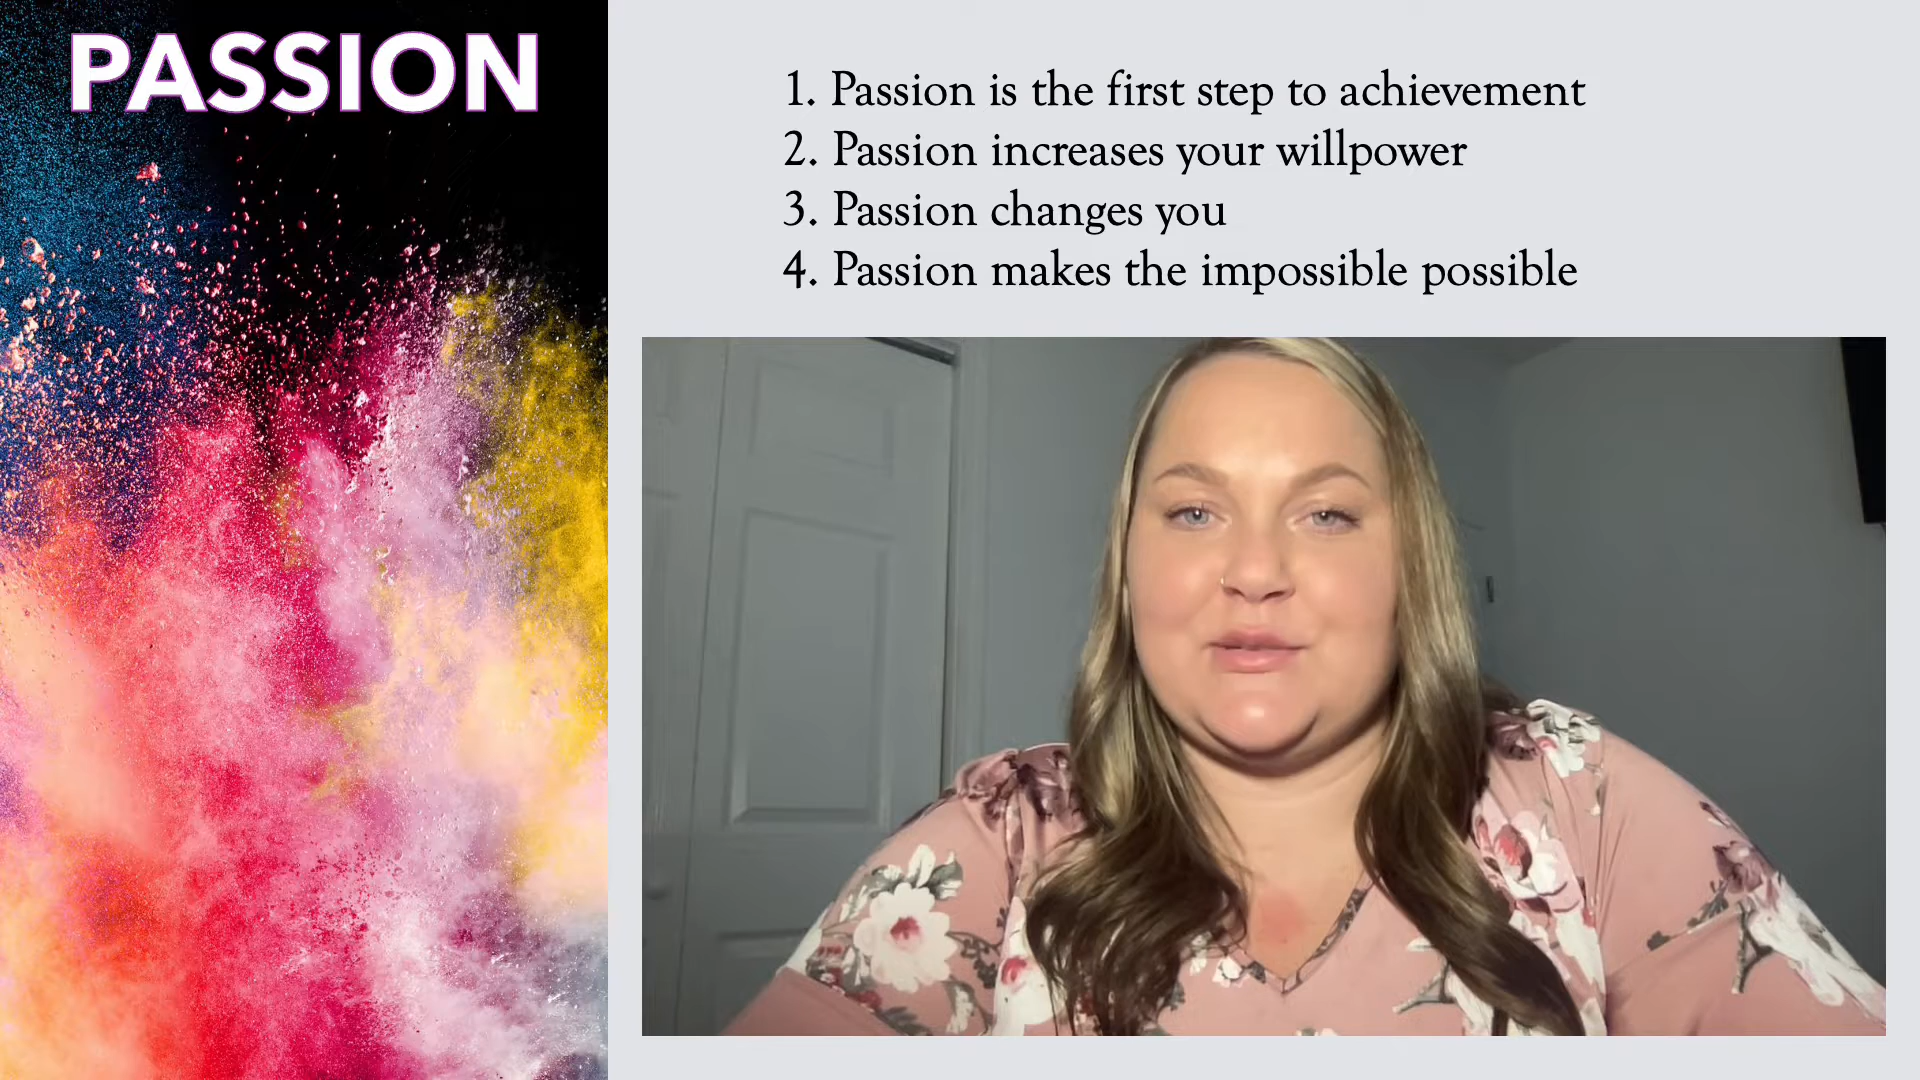 PASSION
1. Passion is the first step to achievement
2. Passion increases your willpower
3. Passion changes you
4. Passion makes the impossible possible